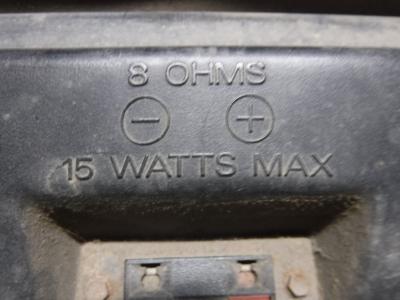 8 OHMS
- +
15 WATTS MAX